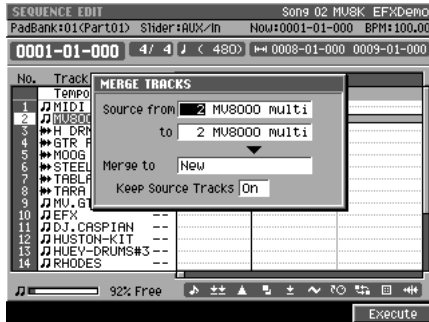 SEQUENCE EDIT Song 02 MV8K EFXDemo
PadBank:01(Part01) Slider:AUX/In Now:0001-01-000 BPM:100.00
0001-01-000 4/ 4 ♩ ( 480) 0008-01-000 0009-01-000
No. Track
Tempo
MERGE TRACKS
1 MIDI
2 MV800
Source from 2 MV8000 multi
3 H DRM
4 GTR
to 2 MV8000 multi
5 MOOG
6 STEEL
Merge to New
7 TABLA
8 TARA
Keep Source Tracks On
9 MV.GT
10 EFX --
11 DJ.CASPIAN --
12 HUSTON-KIT --
13 HUEY-DRUMS#3 --
14 RHODES --
92% Free
Execute